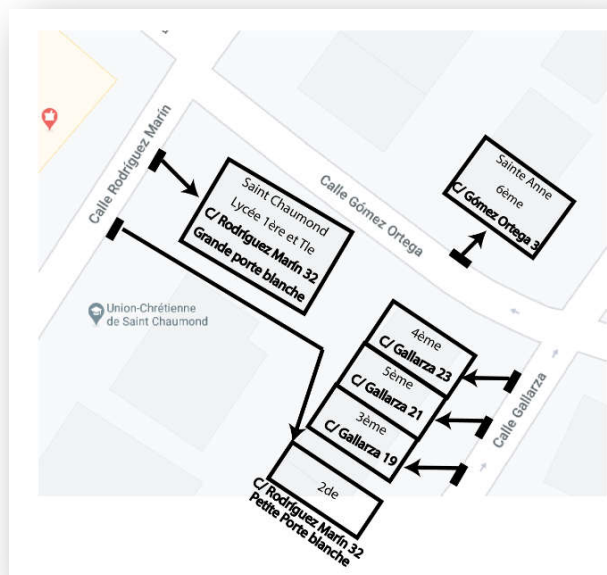 Calle Rodríguez Marín
Saint Chaumond
Lycée 1ère et Tle
C/ Rodríguez Marín 32
Grande porte blanche
Calle Gómez Ortega
Sainte Anne
6ème
C/ Gómez Ortega 3
Union-Chrétienne
de Saint Chaumond
4ème
C/ Gallarza 23
5ème
C/ Gallarza 21
3ème
C/ Gallarza 19
Calle Gallarza
2de
C/ Rodríguez Marín 32
Petite Porte blanche